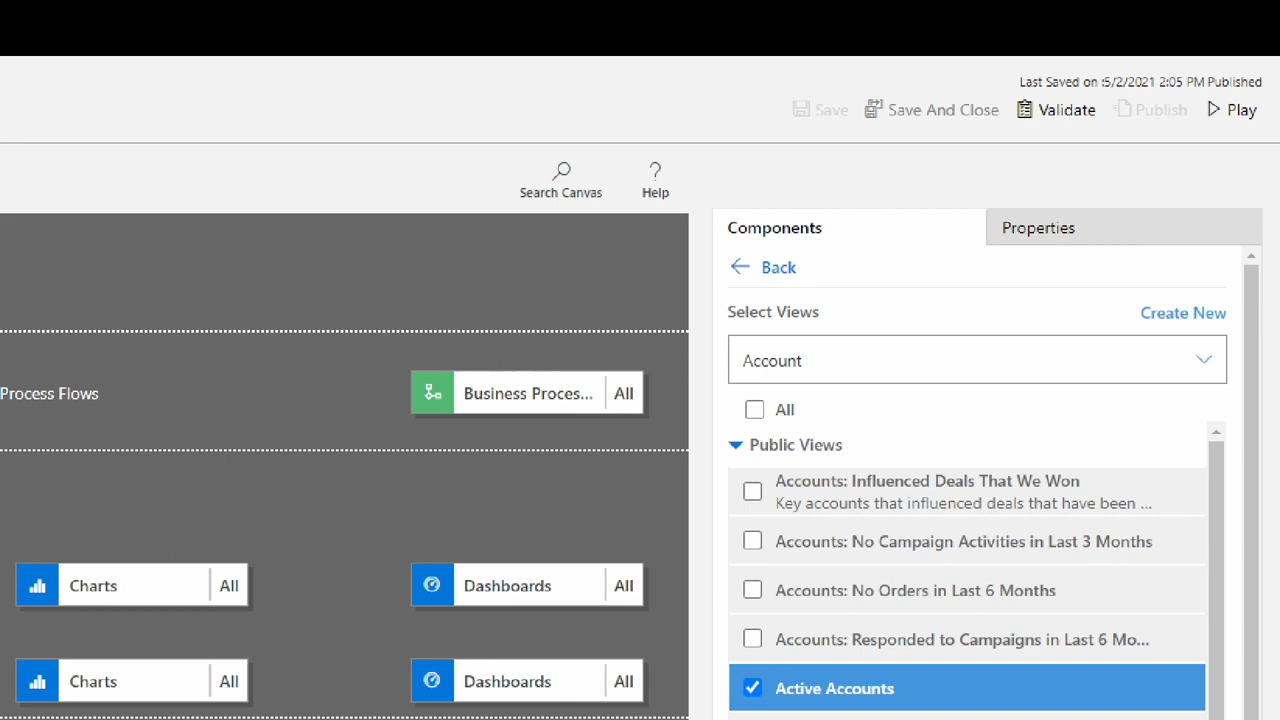 Last Saved on :5/2/2021 2:05 PM Published
Save
Save And Close
Validate
Publish
Play
Search Canvas
Help
Components
Properties
Back
Select Views
Create New
Account
All
Public Views
Accounts: Influenced Deals That We Won
Key accounts that influenced deals that have been ...
Accounts: No Campaign Activities in Last 3 Months
Accounts: No Orders in Last 6 Months
Accounts: Responded to Campaigns in Last 6 Mo...
Active Accounts
Process Flows
Business Proces...
All
Charts
All
Dashboards
All
Charts
All
Dashboards
All